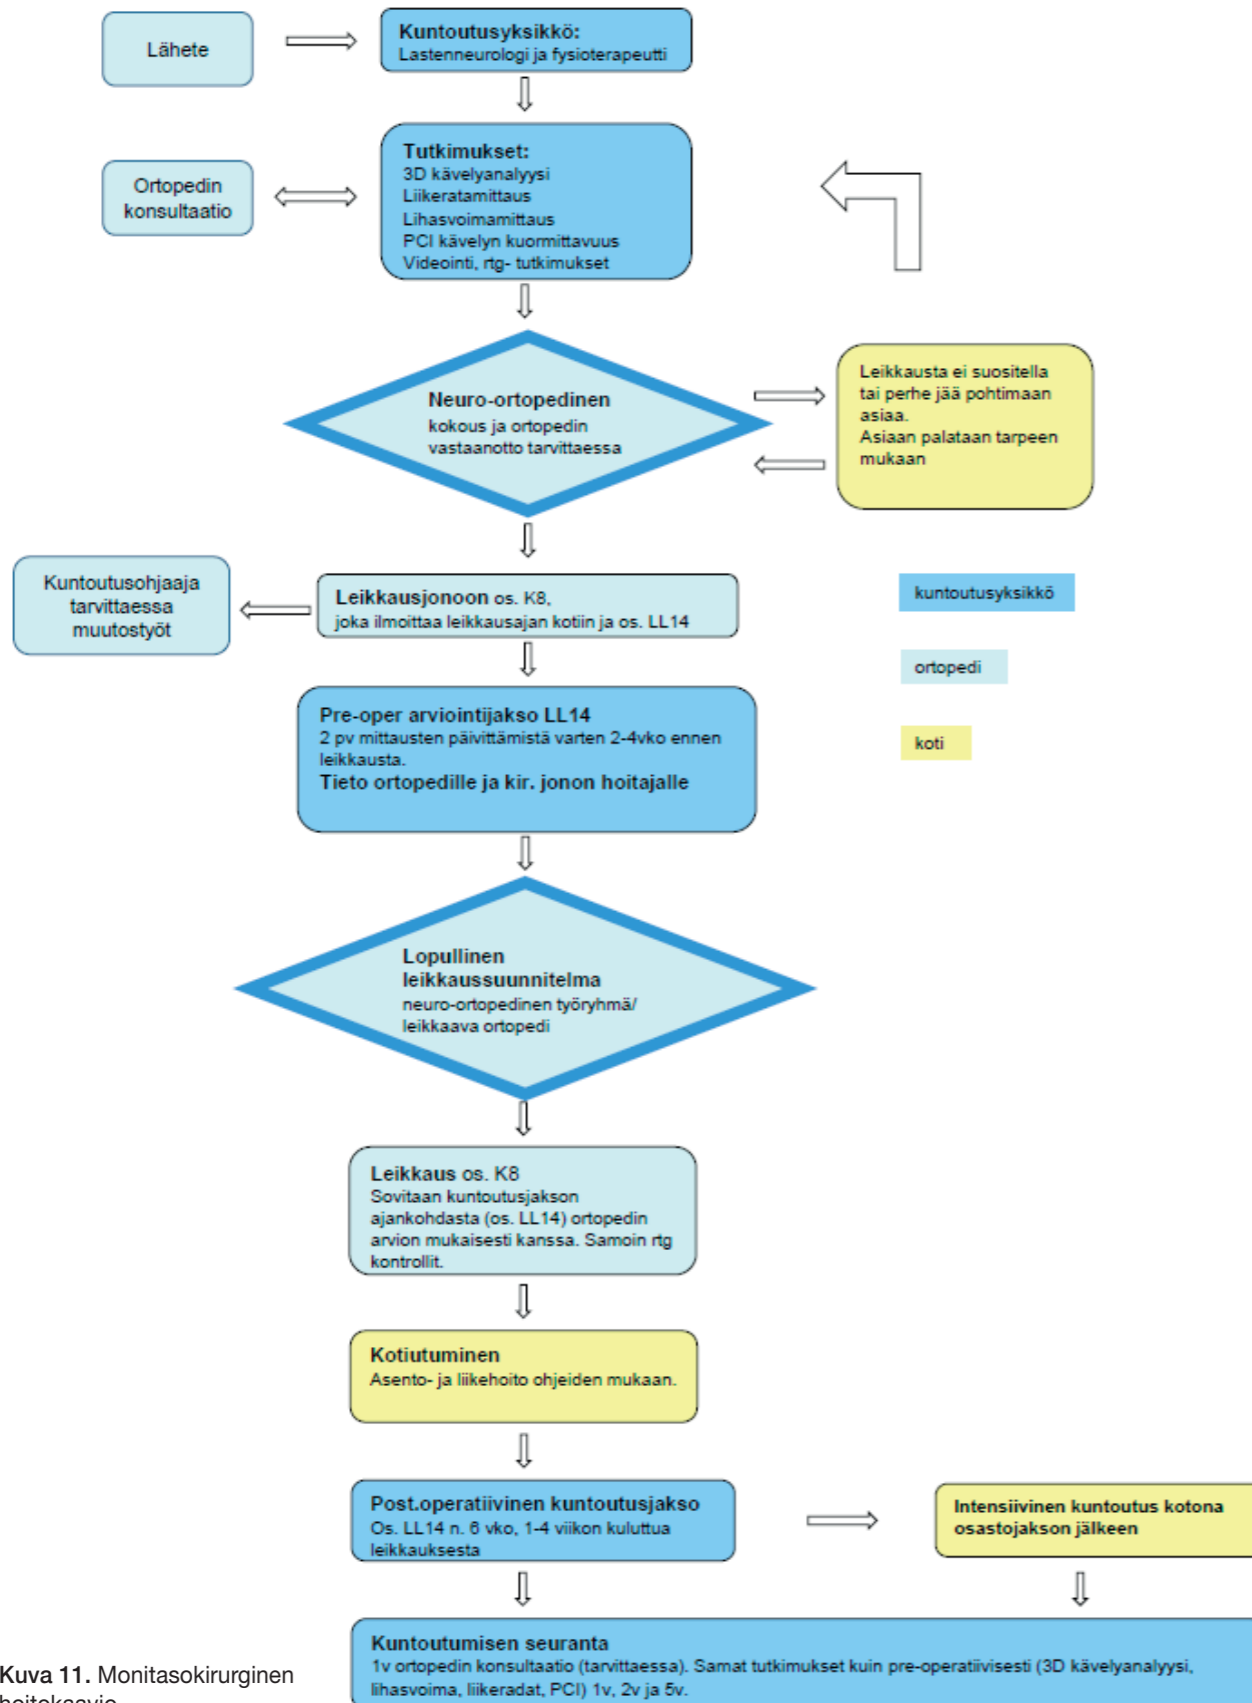 Lähete
Kuntoutusyksikkö:
Lastenneurologi ja fysioterapeutti
Tutkimukset:
3D kävelyanalyysi
Liikeratamittaus
Lihasvoimamittaus
PCI kävelyn kuormittavuus
Videointi, rtg- tutkimukset
Ortopedin
konsultaatio
Neuro-ortopedinen
kokous ja ortopedin
vastaanotto tarvittaessa
Leikkausta ei suositella
tai perhe jää pohtimaan
asiaa.
Asiaan palataan tarpeen
mukaan
Kuntoutusohjaaja
tarvittaessa
muutostyöt
Leikkausjonoon os. K8,
joka ilmoittaa leikkausajan kotiin ja os. LL14
kuntoutusyksikkö
ortopedi
koti
Pre-oper arviointijakso LL14
2 pv mittausten päivittämistä varten 2-4vko ennen
leikkausta.
Tieto ortopedille ja kir. jonon hoitajalle
Lopullinen
leikkaussuunnitelma
neuro-ortopedinen työryhmä/
leikkaava ortopedi
Leikkaus os. K8
Sovitaan kuntoutusjakson
ajankohdasta (os. LL14) ortopedin
arvion mukaisesti kanssa. Samoin rtg
kontrollit.
Kotiutuminen
Asento- ja liikehoito ohjeiden mukaan.
Post.operatiivinen kuntoutusjakso
Os. LL14 n. 6 vko, 1-4 viikon kuluttua
leikkauksesta
Intensiivinen kuntoutus kotona
osastojakson jälkeen
Kuntoutumisen seuranta
1v ortopedin konsultaatio (tarvittaessa). Samat tutkimukset kuin pre-operatiivisesti (3D kävelyanalyysi,
lihasvoima, liikeradat, PCI) 1v, 2v ja 5v.
Kuva 11. Monitasokirurginen
hoitokaavio